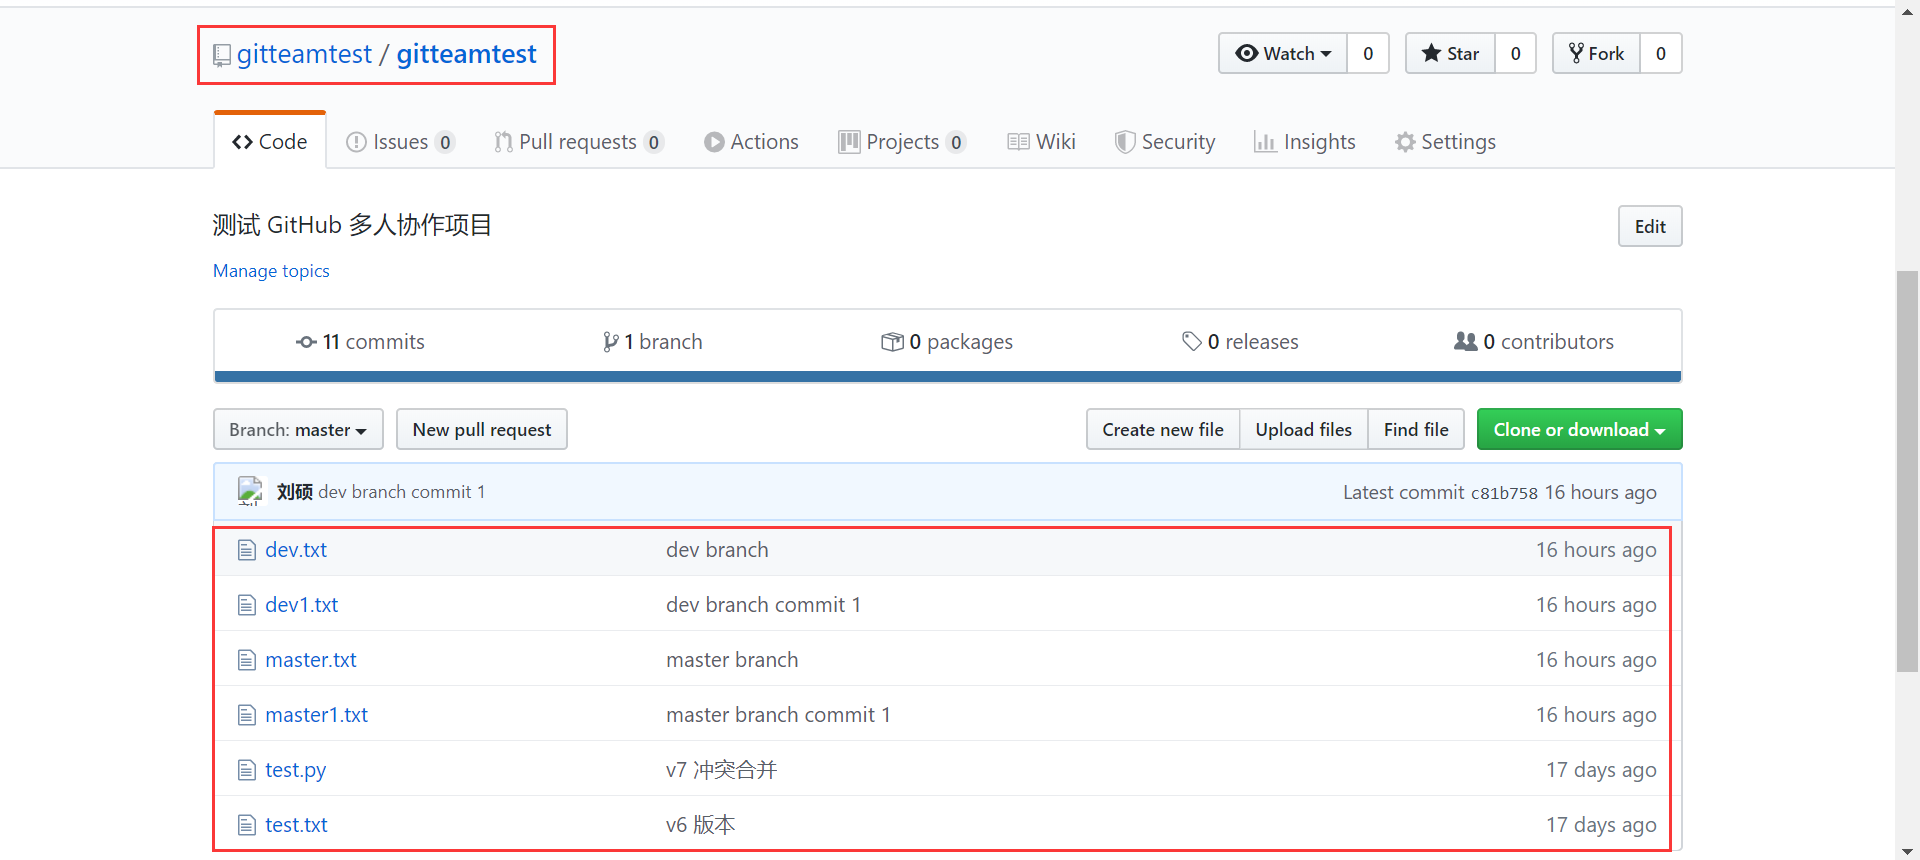 gitteamtest / gitteamtest
Watch 0 Star 0 Fork 0
Code Issues 0 Pull requests 0 Actions Projects 0 Wiki Security Insights Settings
测试 GitHub 多人协作项目
Edit
Manage topics
11 commits 1 branch 0 packages 0 releases 0 contributors
Branch: master New pull request Create new file Upload files Find file Clone or download
刘硕 dev branch commit 1 Latest commit c81b758 16 hours ago
dev.txt dev branch 16 hours ago
dev1.txt dev branch commit 1 16 hours ago
master.txt master branch 16 hours ago
master1.txt master branch commit 1 16 hours ago
test.py v7 冲突合并 17 days ago
test.txt v6 版本 17 days ago